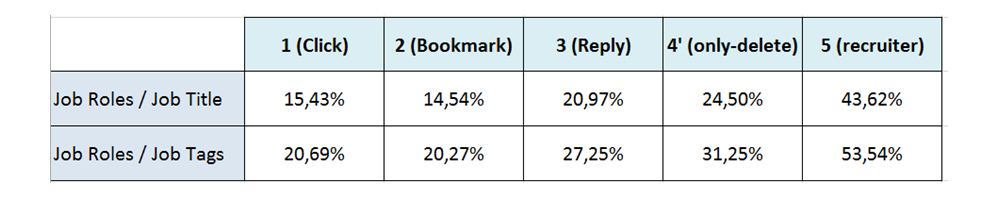 1 (Click) 2 (Bookmark) 3 (Reply) 4' (only-delete) 5 (recruiter)
Job Roles / Job Title 15,43% 14,54% 20,97% 24,50% 43,62%
Job Roles / Job Tags 20,69% 20,27% 27,25% 31,25% 53,54%